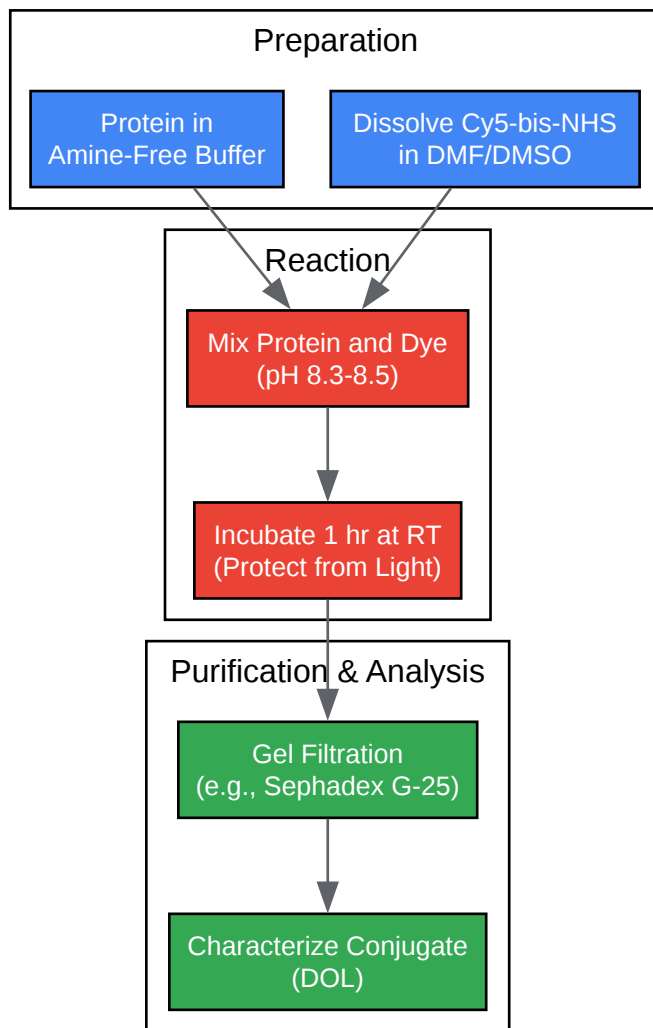 Preparation
Protein in
Amine-Free Buffer
Dissolve Cy5-bis-NHS
in DMF/DMSO
Reaction
Mix Protein and Dye
(pH 8.3-8.5)
Incubate 1 hr at RT
(Protect from Light)
Purification & Analysis
Gel Filtration
(e.g., Sephadex G-25)
Characterize Conjugate
(DOL)